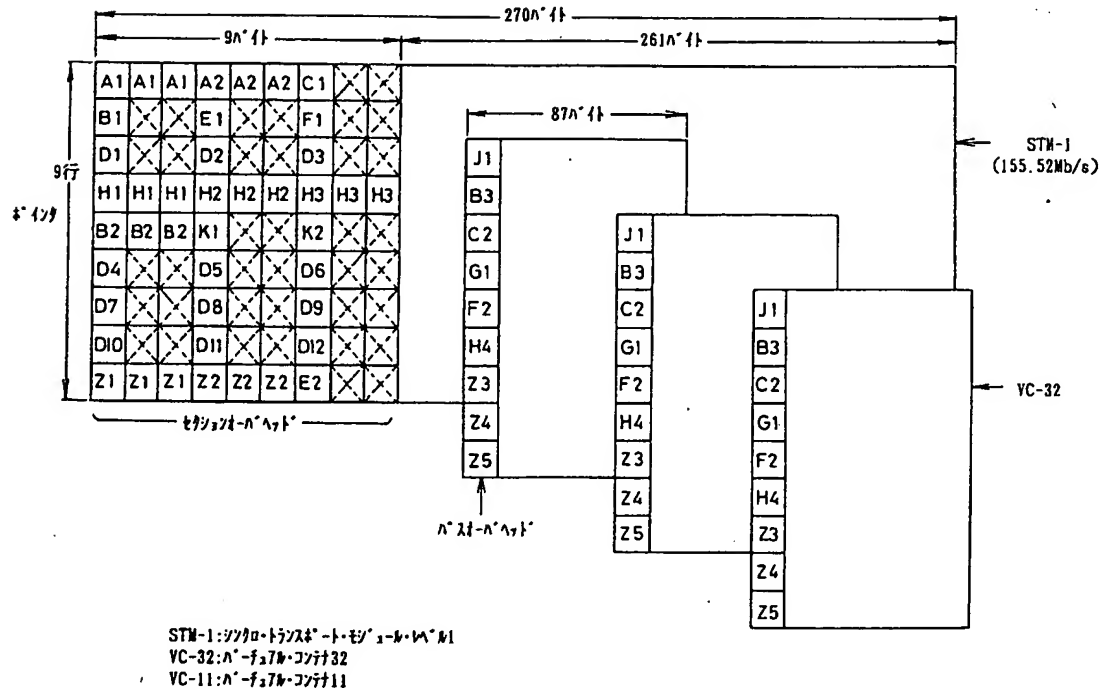 270バイト
9バイト
261バイト
A1 A1 A1 A2 A2 A2 C1
B1 E1 F1
D1 D2 D3
H1 H1 H1 H2 H2 H2 H3 H3 H3
B2 B2 B2 K1 K2
D4 D5 D6
D7 D8 D9
D10 D11 D12
Z1 Z1 Z1 Z2 Z2 Z2 E2
9行
ポインタ
セクションオーバヘッド
87バイト
J1
B3
C2
G1
F2
H4
Z3
Z4
Z5
パスオーバヘッド
J1
B3
C2
G1
F2
H4
Z3
Z4
Z5
J1
B3
C2
G1
F2
H4
Z3
Z4
Z5
STM-1
(155.52Mb/s)
VC-32
STM-1:シンクロ・トランスポート・モジュール・レベル1
VC-32:バーチュアル・コンテナ32
VC-11:バーチュアル・コンテナ11